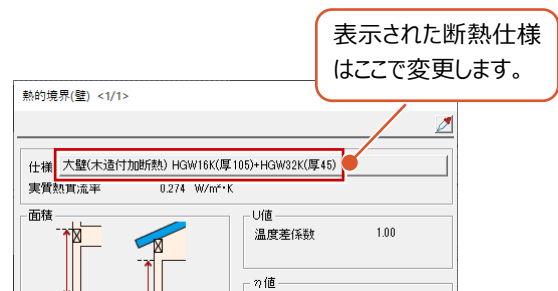 表示された断熱仕様
はここで変更します。
熱的境界(壁) <1/1>
仕様 大壁(木造付加断熱) HGW16K(厚105)+HGW32K(厚45)
実質熱貫流率 0.274 W/m²・K
面積
U値
温度差係数 1.00
η値